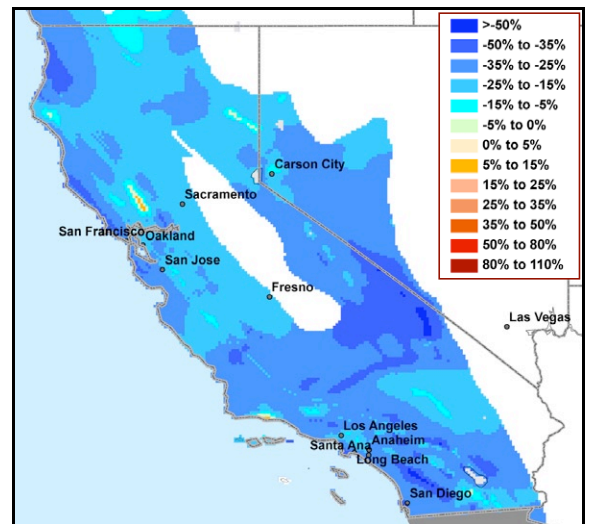 >-50%
-50% to -35%
-35% to -25%
-25% to -15%
-15% to -5%
-5% to 0%
0% to 5%
5% to 15%
15% to 25%
25% to 35%
35% to 50%
50% to 80%
80% to 110%
Carson City
Sacramento
San Francisco
Oakland
San Jose
Fresno
Las Vegas
Los Angeles
Santa Ana
Anaheim
Long Beach
San Diego